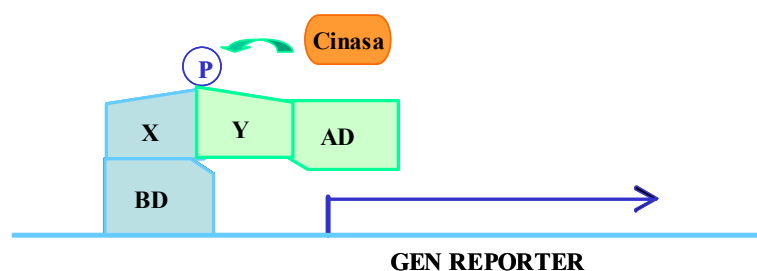 Cinasa
P
X
Y
AD
BD
GEN REPORTER